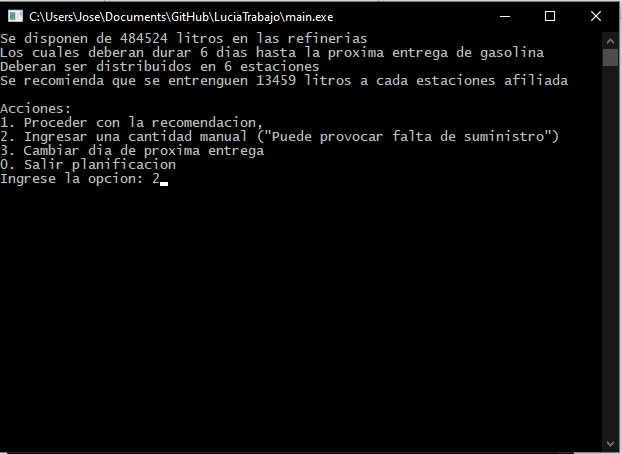 C:\Users\Jose\Documents\GitHub\LuciaTrabajo\main.exe
Se disponen de 484524 litros en las refinerias
Los cuales deberan durar 6 dias hasta la proxima entrega de gasolina
Deberan ser distribuidos en 6 estaciones
Se recomienda que se entrenguen 13459 litros a cada estaciones afiliada
Acciones:
1. Proceder con la recomendacion,
2. Ingresar una cantidad manual ("Puede provocar falta de suministro")
3. Cambiar dia de proxima entrega
0. Salir planificacion
Ingrese la opcion: 2